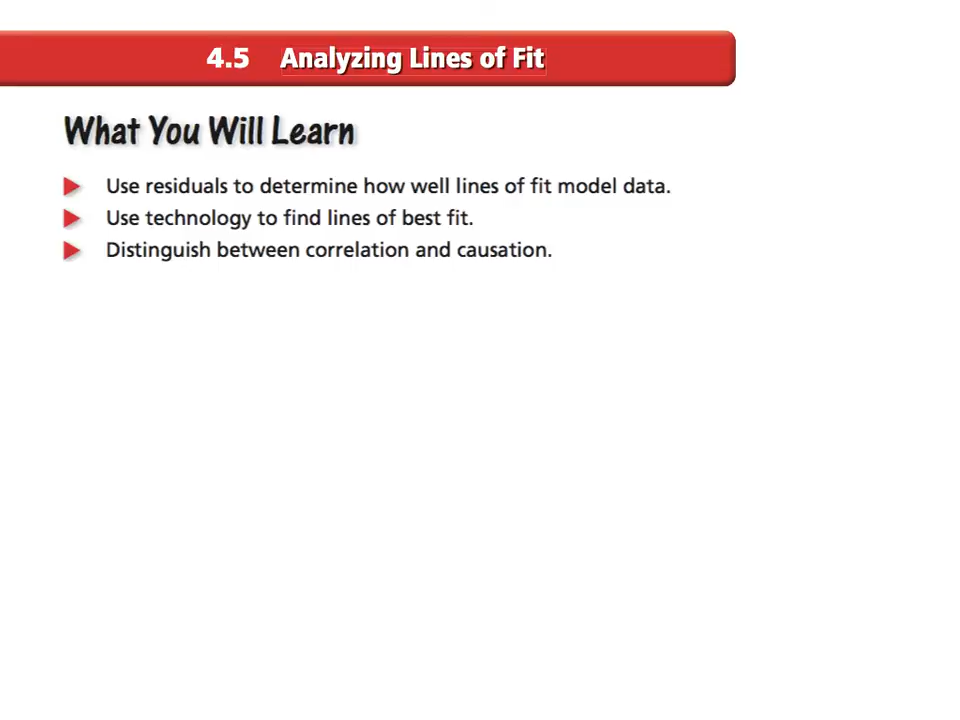 4.5 Analyzing Lines of Fit
What You Will Learn
Use residuals to determine how well lines of fit model data.
Use technology to find lines of best fit.
Distinguish between correlation and causation.